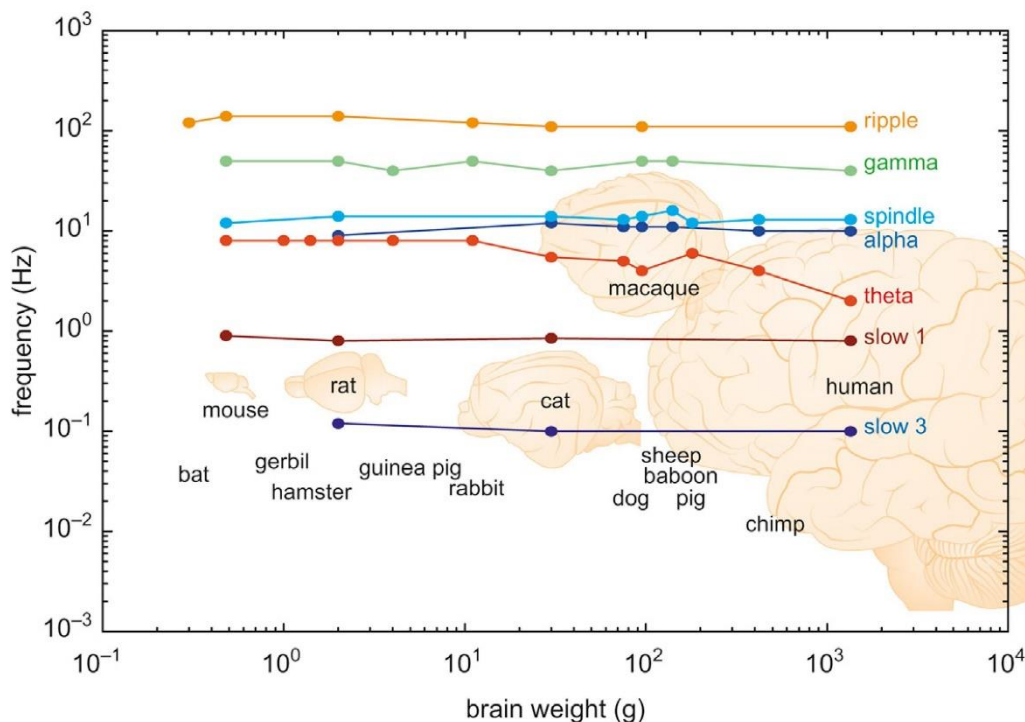 10³
10²
10¹
10⁰
10⁻¹
10⁻²
10⁻³
frequency (Hz)
ripple
gamma
spindle
alpha
theta
slow 1
slow 3
macaque
human
rat
cat
mouse
bat
gerbil
hamster
guinea pig
rabbit
sheep
baboon
dog
pig
chimp
10⁻¹
10⁰
10¹
10²
10³
10⁴
brain weight (g)